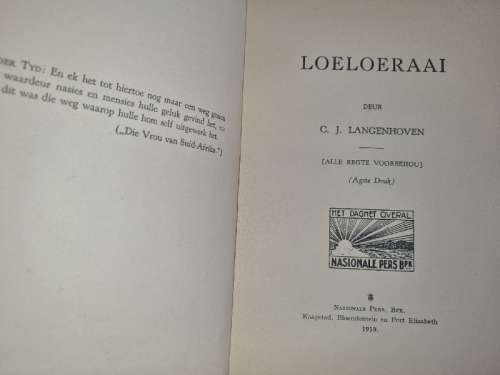 DER TYD: En ek het tot hiertoe nog maar een weg gesien
waardeur nasies en mensies hulle geluk gevind het, en
dit was die weg waarop hulle hom self uitgewerk het.
(„Die Vrou van Suid-Afrika.")
LOELOERAAI
DEUR
C. J. LANGENHOVEN
[ALLE REGTE VOORBEHOU]
(Agste Druk)
HET DAGHET OVERAL
NASIONALE PERS BPK
NASIONALE PERS, BPK.
Kaapstad, Bloemfontein en Port Elizabeth